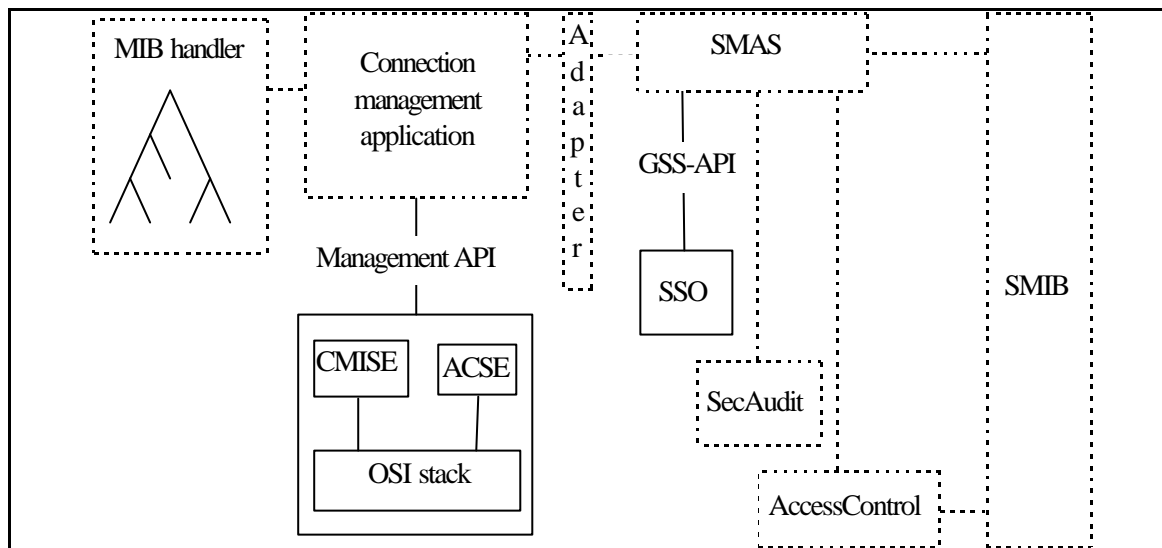 MIB handler
Connection
management
application
A
d
a
p
t
e
r
SMAS
GSS-API
Management API
SSO
SMIB
CMISE
ACSE
SecAudit
OSI stack
AccessControl